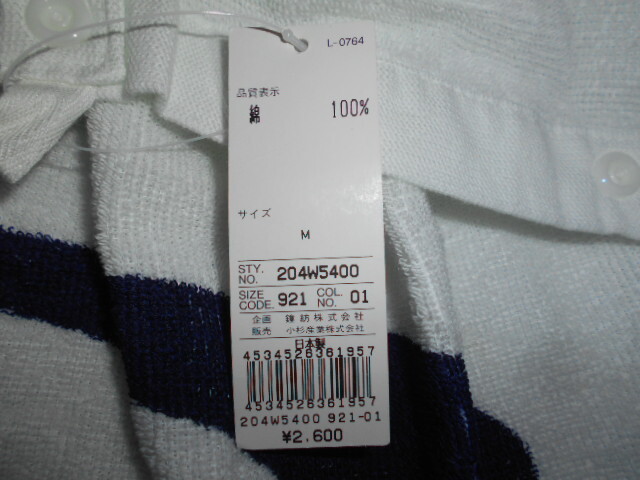 L-0764
品質表示
綿 100%
サイズ
M
STY. NO. 204W5400
SIZE CODE. 921 COL. NO. 01
企画 鐘紡株式会社
販売 小杉産業株式会社
日本製
4534526361957
4534526361957
204W5400 921-01
¥2,600